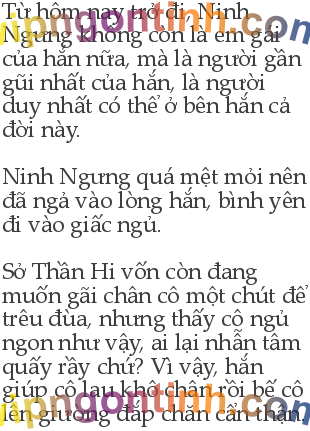 Từ hôm nay trở đi, Ninh
Ngưng không còn là em gái
của hắn nữa, mà là người gần
gũi nhất của hắn, là người
duy nhất có thể ở bên hắn cả
đời này.
Ninh Ngưng quá mệt mỏi nên
đã ngả vào lòng hắn, bình yên
đi vào giấc ngủ.
Sở Thần Hi vốn còn đang
muốn gãi chân cô một chút để
trêu đùa, nhưng thấy cô ngủ
ngon như vậy, ai lại nhẫn tâm
quấy rầy chứ? Vì vậy, hắn
giúp cô lau khô chân rồi bế cô
lên giường đắp chăn cẩn thận.